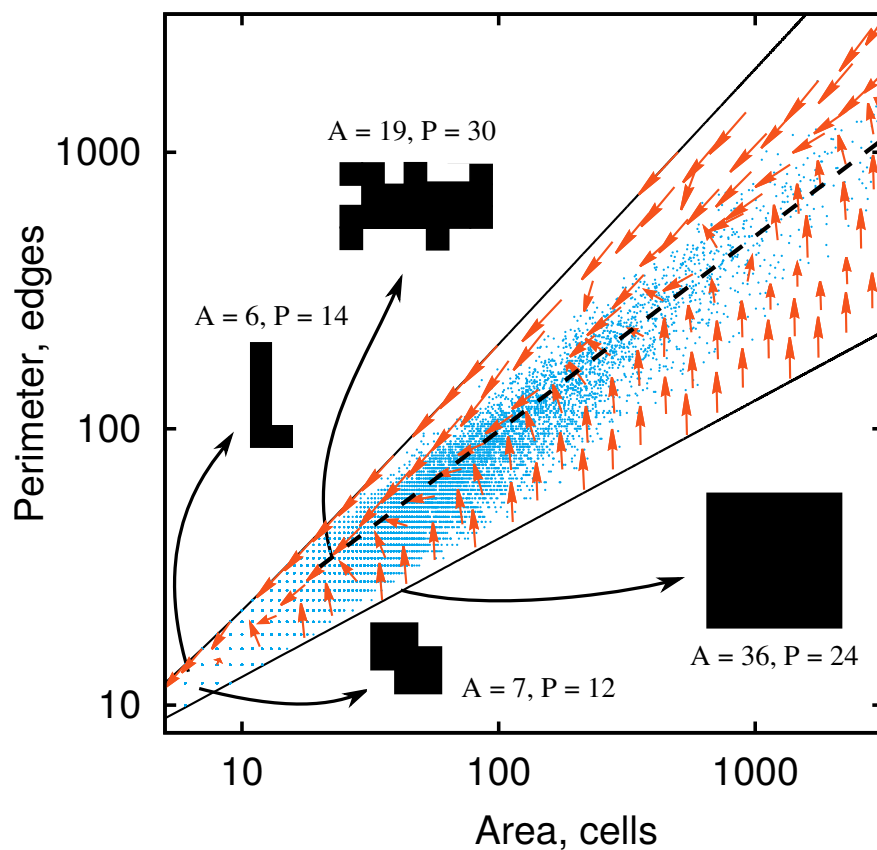 1000
A = 19, P = 30
A = 6, P = 14
100
A = 36, P = 24
A = 7, P = 12
10
Perimeter, edges
10 100 1000
Area, cells